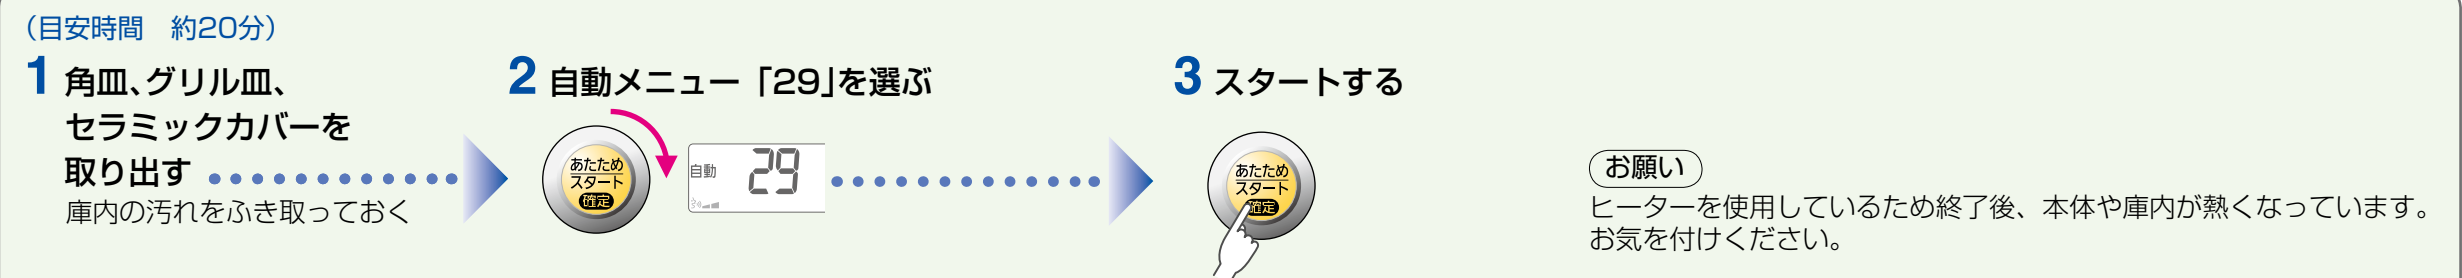 （目安時間　約20分）
1 角皿、グリル皿、
セラミックカバーを
取り出す
庫内の汚れをふき取っておく
2 自動メニュー「29」を選ぶ
あたため
スタート
確定
自動 29
3 スタートする
あたため
スタート
確定
お願い
ヒーターを使用しているため終了後、本体や庫内が熱くなっています。
お気を付けください。